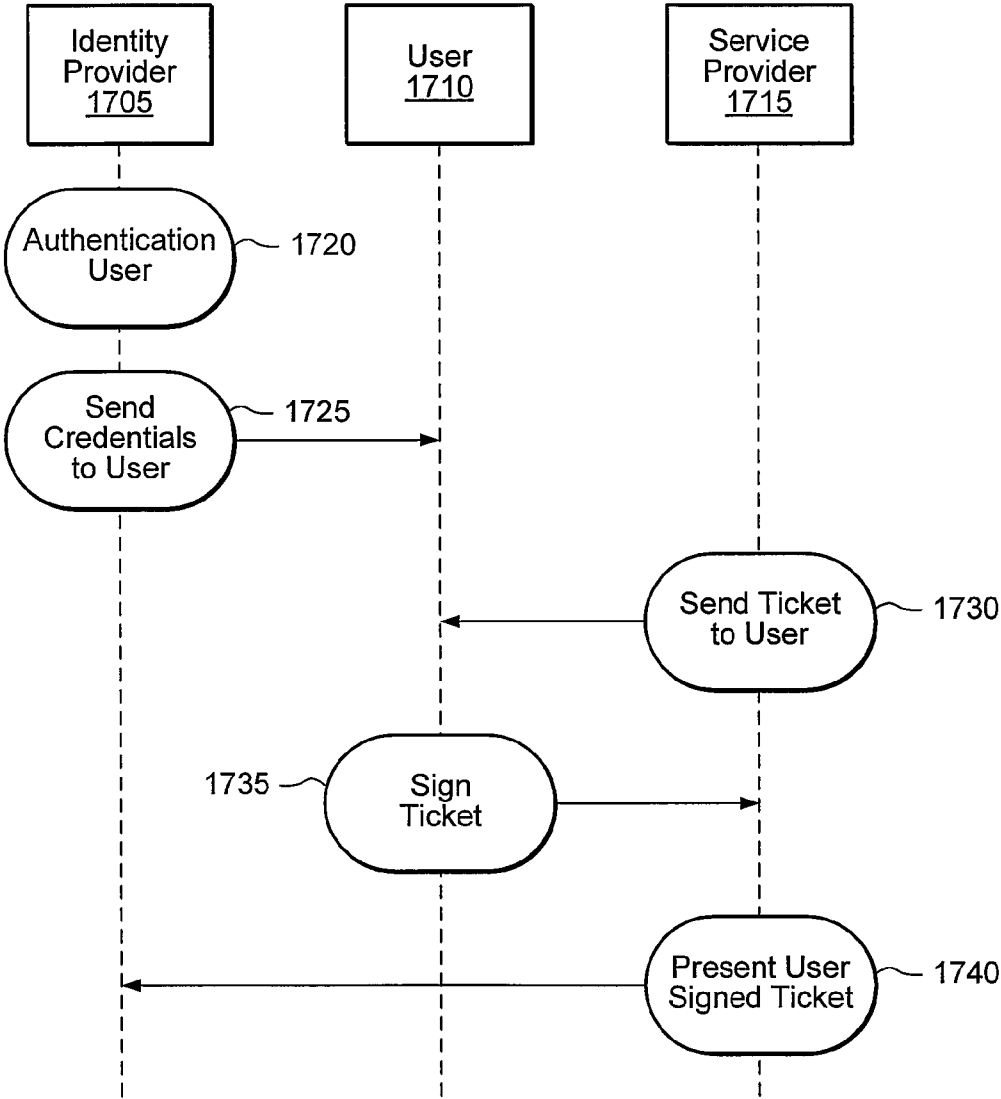 Identity
Provider
1705
User
1710
Service
Provider
1715
Authentication
User
1720
Send
Credentials
to User
1725
Send Ticket
to User
1730
1735
Sign
Ticket
Present User
Signed Ticket
1740